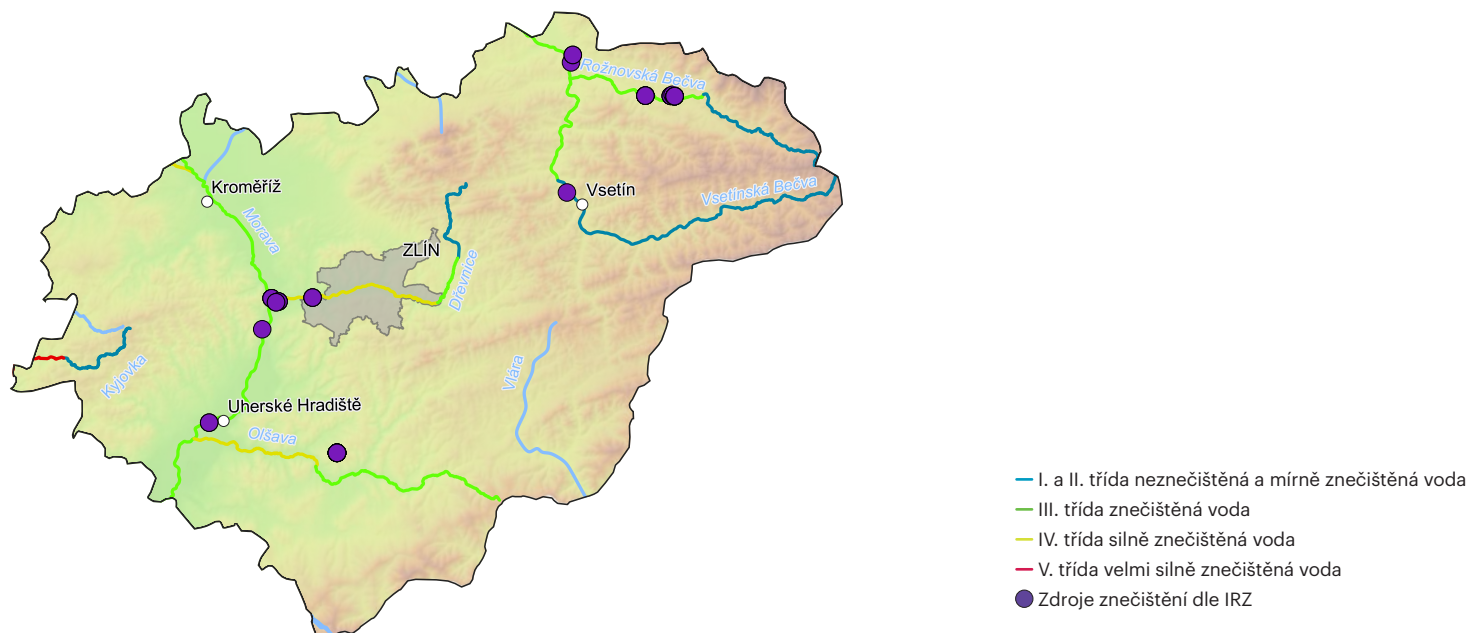 Rožnovská Bečva
Kroměříž
Vsetín
Vsetínská Bečva
Morava
ZLÍN
Dřevnice
Kyjovka
Vlára
Uherské Hradiště
Olšava
I. a II. třída neznečištěná a mírně znečištěná voda
III. třída znečištěná voda
IV. třída silně znečištěná voda
V. třída velmi silně znečištěná voda
Zdroje znečištění dle IRZ